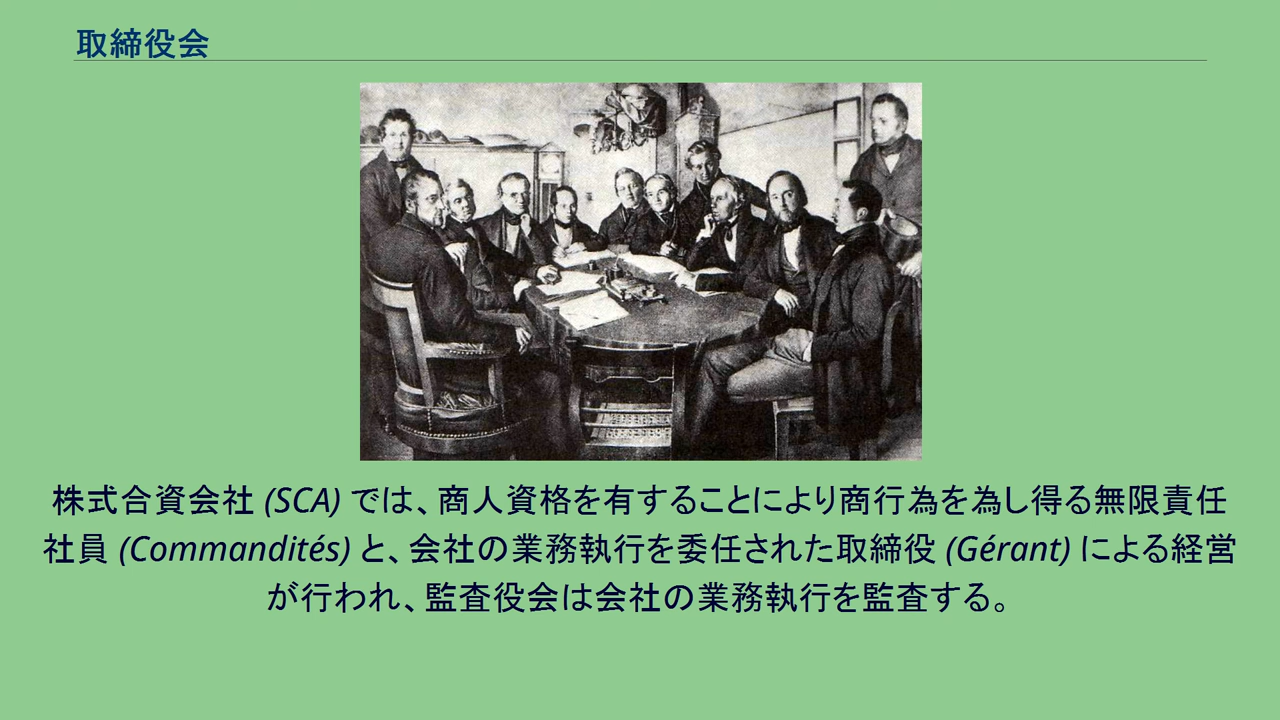 取締役会
株式合資会社 (SCA) では、商人資格を有することにより商行為を為し得る無限責任
社員 (Commandités) と、会社の業務執行を委任された取締役 (Gérant) による経営
が行われ、監査役会は会社の業務執行を監査する。